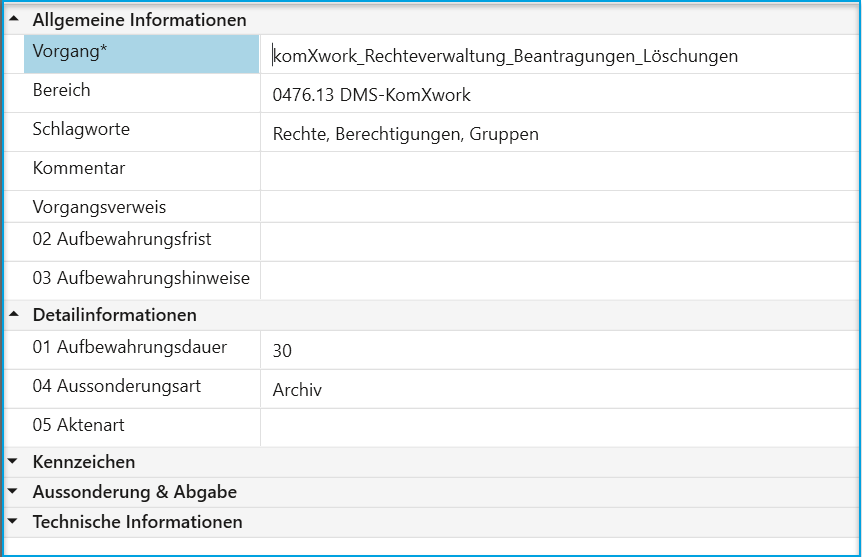 Allgemeine Informationen
Vorgang* komXwork_Rechteverwaltung_Beantragungen_Löschungen
Bereich 0476.13 DMS-KomXwork
Schlagworte Rechte, Berechtigungen, Gruppen
Kommentar
Vorgangsverweis
02 Aufbewahrungsfrist
03 Aufbewahrungshinweise
Detailinformationen
01 Aufbewahrungsdauer 30
04 Aussonderungsart Archiv
05 Aktenart
Kennzeichen
Aussonderung & Abgabe
Technische Informationen